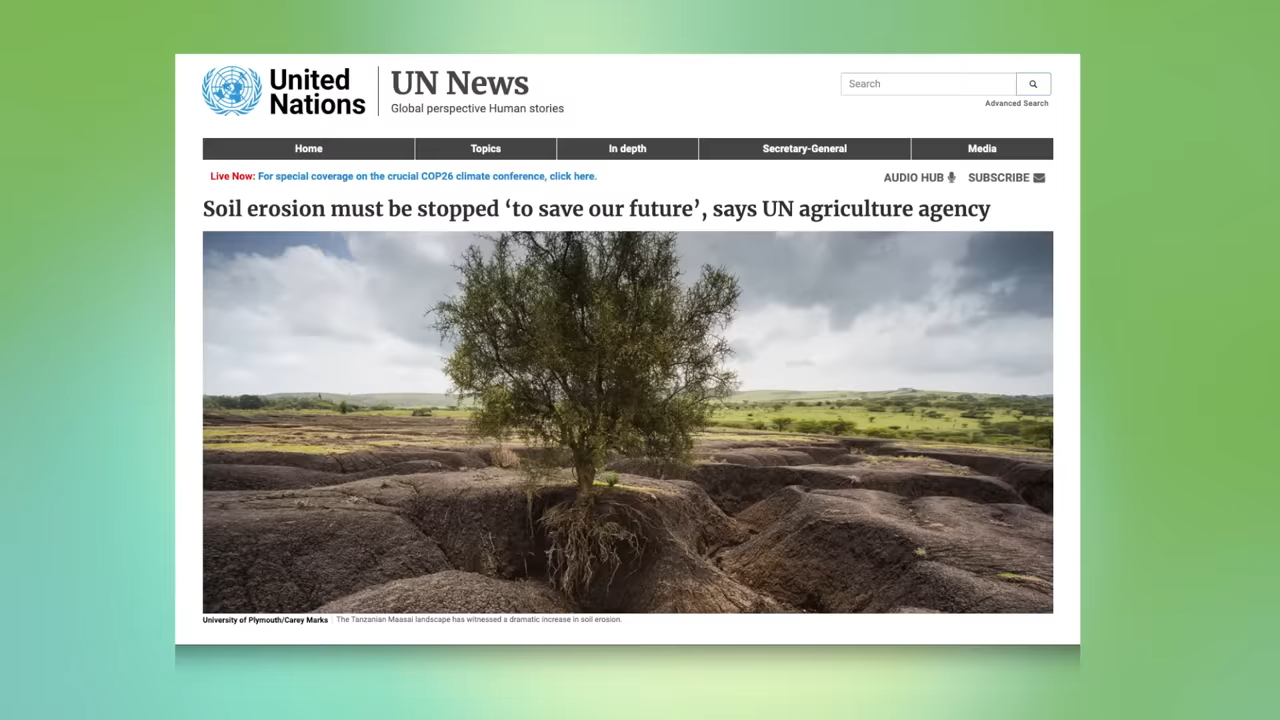 United
Nations
UN News
Global perspective Human stories
Search
Advanced Search
Home Topics In depth Secretary-General Media
Live Now: For special coverage on the crucial COP26 climate conference, click here.
AUDIO HUB SUBSCRIBE
Soil erosion must be stopped ‘to save our future’, says UN agriculture agency
University of Plymouth/Carey Marks The Tanzanian Maasai landscape has witnessed a dramatic increase in soil erosion.